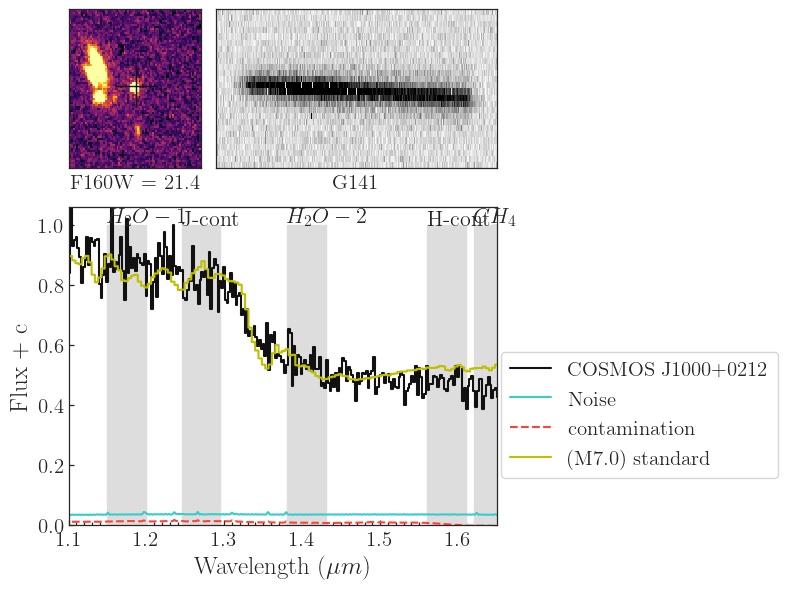 F160W = 21.4
G141
H₂O − 1
J-cont
H₂O − 2
H-cont
CH₄
1.0
0.8
0.6
0.4
0.2
0.0
Flux + c
1.1
1.2
1.3
1.4
1.5
1.6
Wavelength (μm)
COSMOS J1000+0212
Noise
contamination
(M7.0) standard